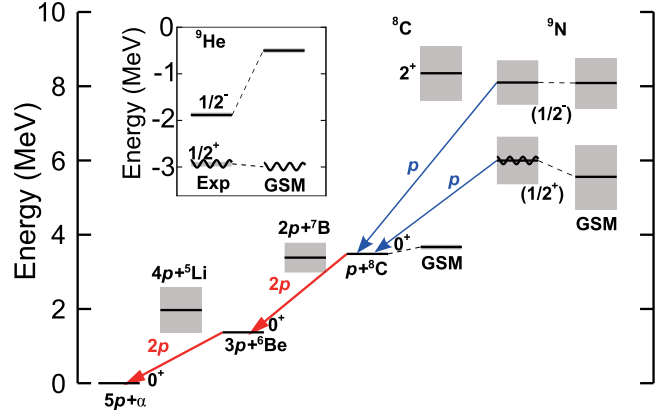 10
8
6
4
2
0
Energy (MeV)
⁹He
0
-1
-2
-3
Energy (MeV)
1/2⁻
1/2⁺
Exp
GSM
⁸C
⁹N
2⁺
(1/2⁻)
p
p
(1/2⁺)
GSM
2p+⁷B
0⁺
p+⁸C
GSM
4p+⁵Li
2p
0⁺
3p+⁶Be
2p
0⁺
5p+α